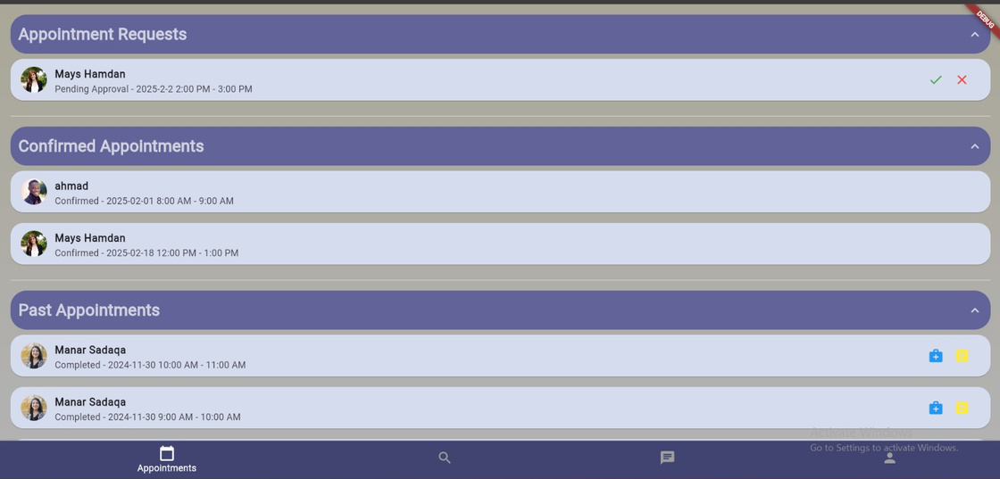 DEBUG
Appointment Requests
Mays Hamdan
Pending Approval - 2025-2-2 2:00 PM - 3:00 PM
Confirmed Appointments
ahmad
Confirmed - 2025-02-01 8:00 AM - 9:00 AM
Mays Hamdan
Confirmed - 2025-02-18 12:00 PM - 1:00 PM
Past Appointments
Manar Sadaqa
Completed - 2024-11-30 10:00 AM - 11:00 AM
Manar Sadaqa
Completed - 2024-11-30 9:00 AM - 10:00 AM
Activate Windows
Go to Settings to activate Windows.
Appointments